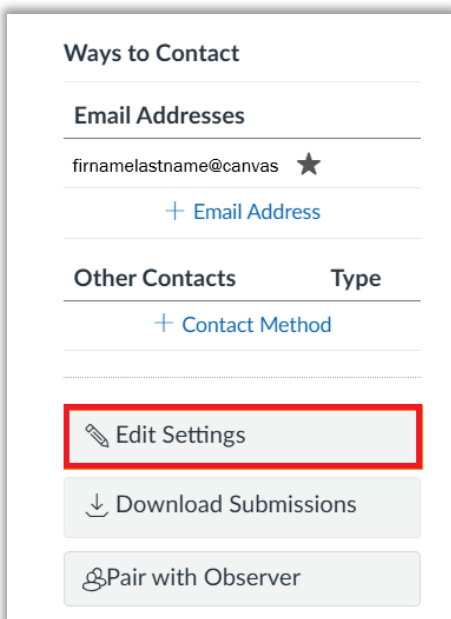 Ways to Contact
Email Addresses
firnamelastname@canvas ★
+ Email Address
Other Contacts Type
+ Contact Method
Edit Settings
Download Submissions
Pair with Observer